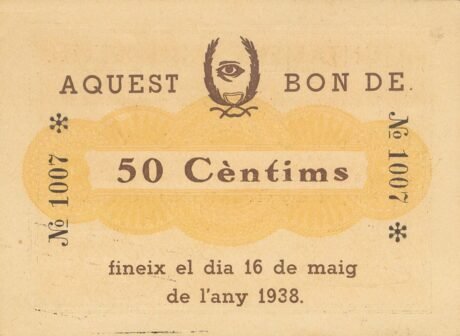 AQUEST BON DE.
№ 1007 *
50 Cèntims
№ 1007 *
fineix el dia 16 de maig
de l'any 1938.